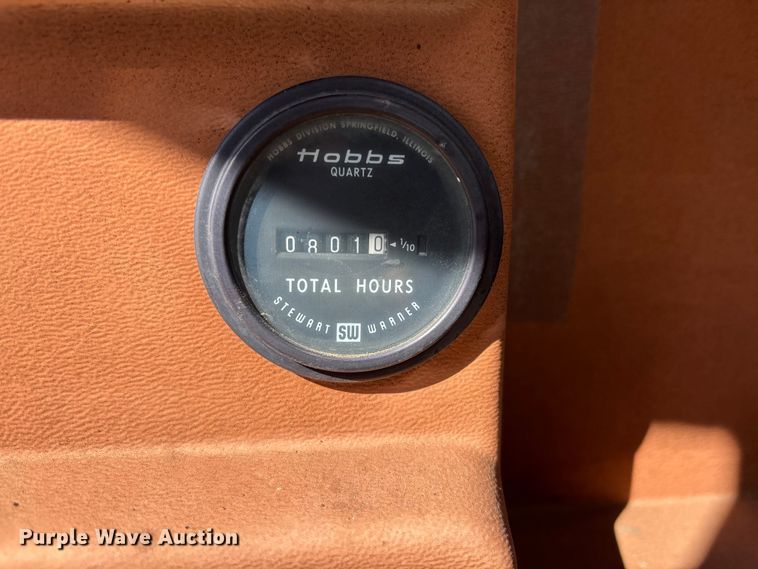 HOBBS DIVISION SPRINGFIELD, ILLINOIS
Hobbs
QUARTZ
08010 ◄ 1/10
TOTAL HOURS
STEWART SW WARNER
Purple Wave Auction